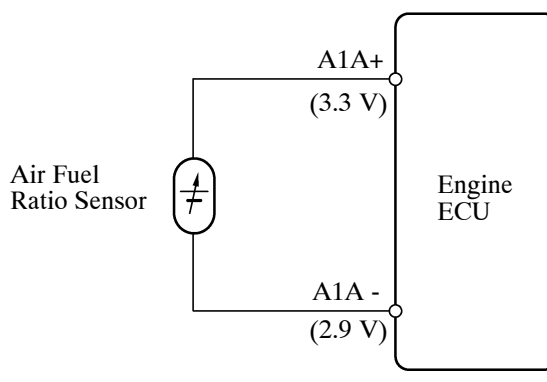 A1A+
(3.3 V)
Air Fuel
Ratio Sensor
Engine
ECU
A1A -
(2.9 V)